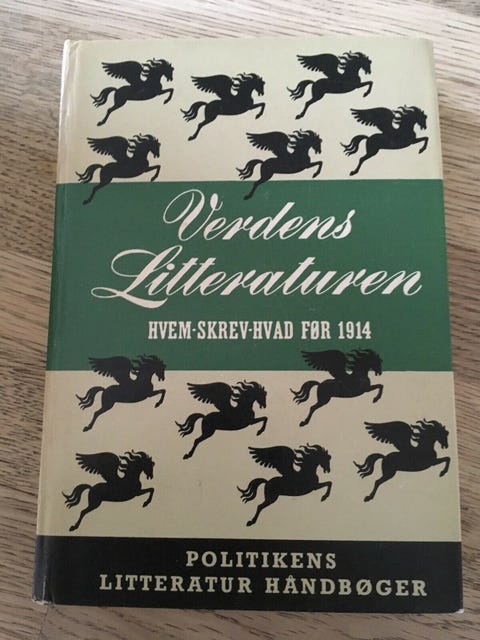 Verdens
Litteraturen
HVEM-SKREV-HVAD FØR 1914
POLITIKENS
LITTERATUR HÅNDBØGER